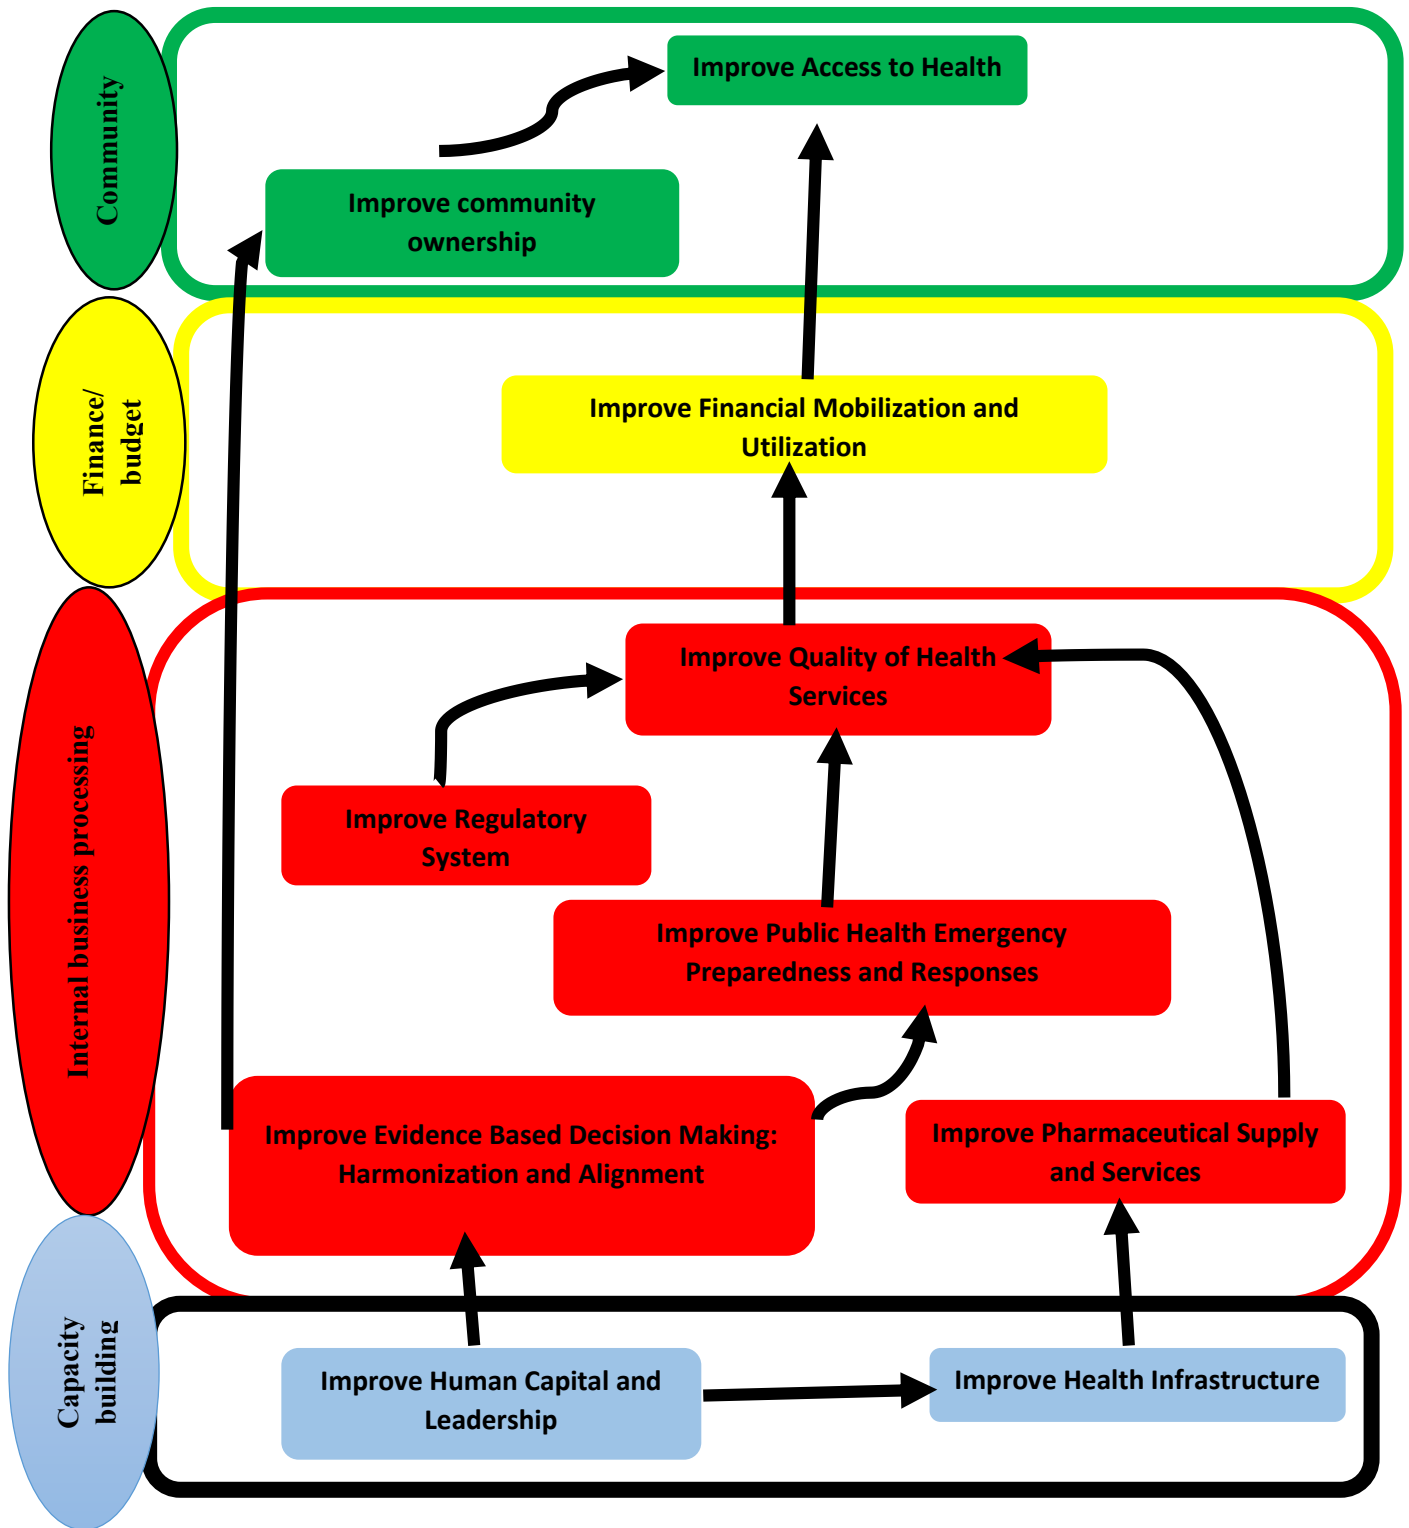 Community
Improve Access to Health
Improve community
ownership
Finance/
budget
Improve Financial Mobilization and
Utilization
Internal business processing
Improve Quality of Health
Services
Improve Regulatory
System
Improve Public Health Emergency
Preparedness and Responses
Improve Evidence Based Decision Making:
Harmonization and Alignment
Improve Pharmaceutical Supply
and Services
Capacity
building
Improve Human Capital and
Leadership
Improve Health Infrastructure